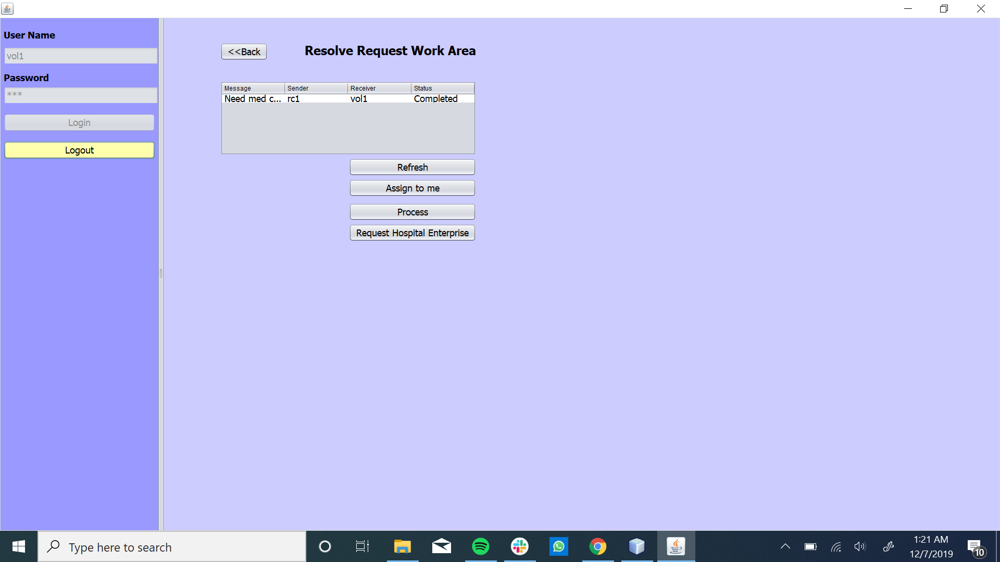 User Name
vol1
Password
***
Login
Logout
<<Back
Resolve Request Work Area
Message Sender Receiver Status
Need med c... rc1 vol1 Completed
Refresh
Assign to me
Process
Request Hospital Enterprise
Type here to search
1:21 AM
12/7/2019
10